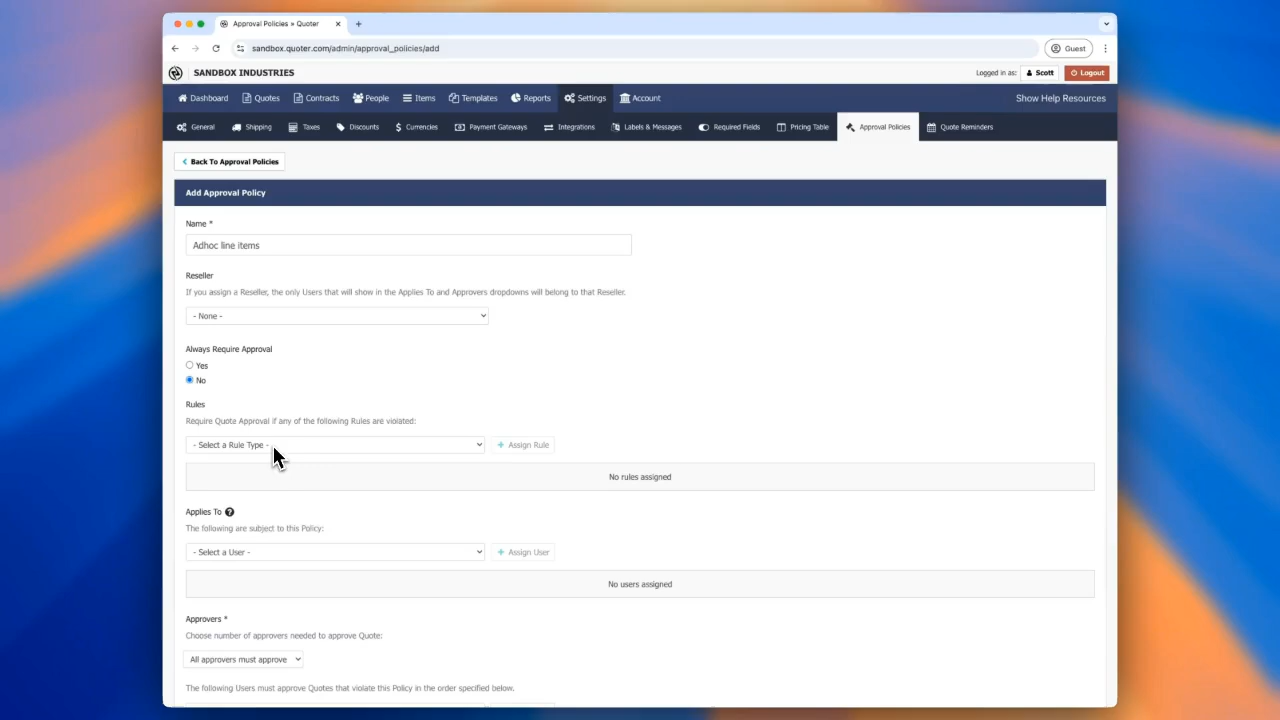 Approval Policies » Quoter
sandbox.quoter.com/admin/approval_policies/add
Guest
SANDBOX INDUSTRIES
Logged in as: Scott Logout
Dashboard Quotes Contracts People Items Templates Reports Settings Account Show Help Resources
General Shipping Taxes Discounts Currencies Payment Gateways Integrations Labels & Messages Required Fields Pricing Table Approval Policies Quote Reminders
Back To Approval Policies
Add Approval Policy
Name *
Adhoc line items
Reseller
If you assign a Reseller, the only Users that will show in the Applies To and Approvers dropdowns will belong to that Reseller.
- None -
Always Require Approval
Yes
No
Rules
Require Quote Approval if any of the following Rules are violated:
- Select a Rule Type - + Assign Rule
No rules assigned
Applies To ?
The following are subject to this Policy:
- Select a User - + Assign User
No users assigned
Approvers *
Choose number of approvers needed to approve Quote:
All approvers must approve
The following Users must approve Quotes that violate this Policy in the order specified below.